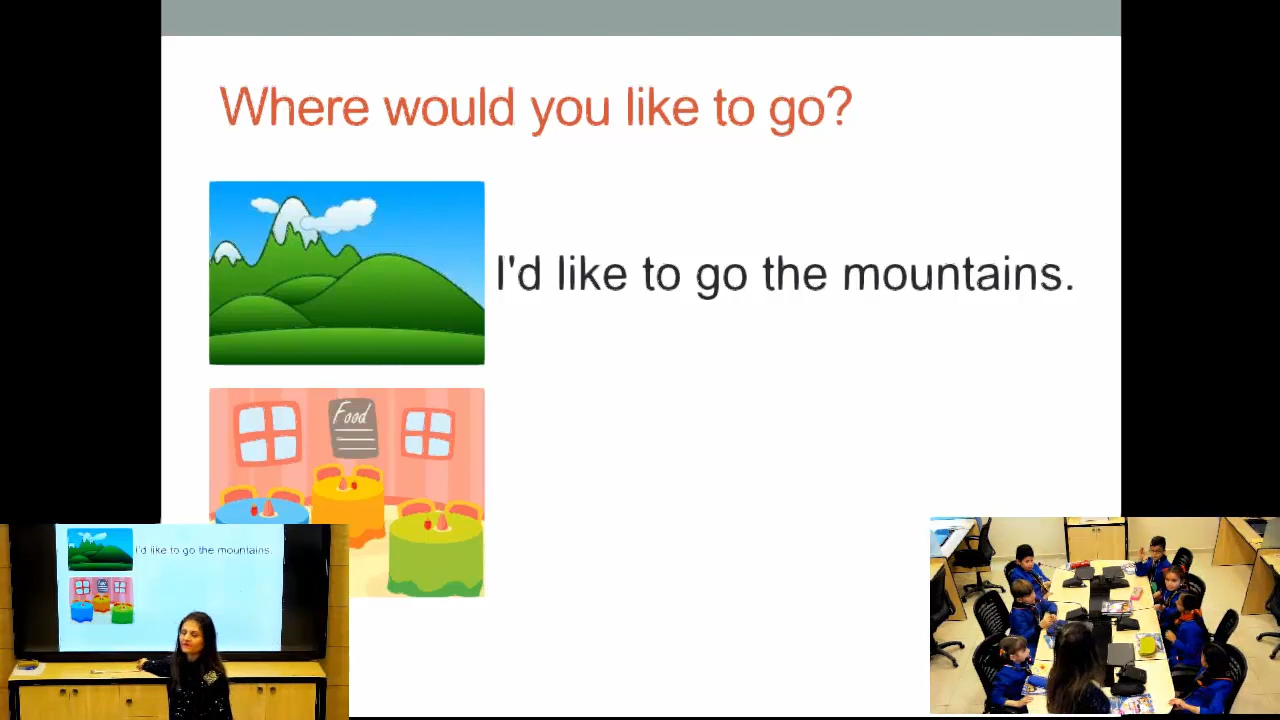 Where would you like to go?
I'd like to go the mountains.
Food
I'd like to go the mountains.